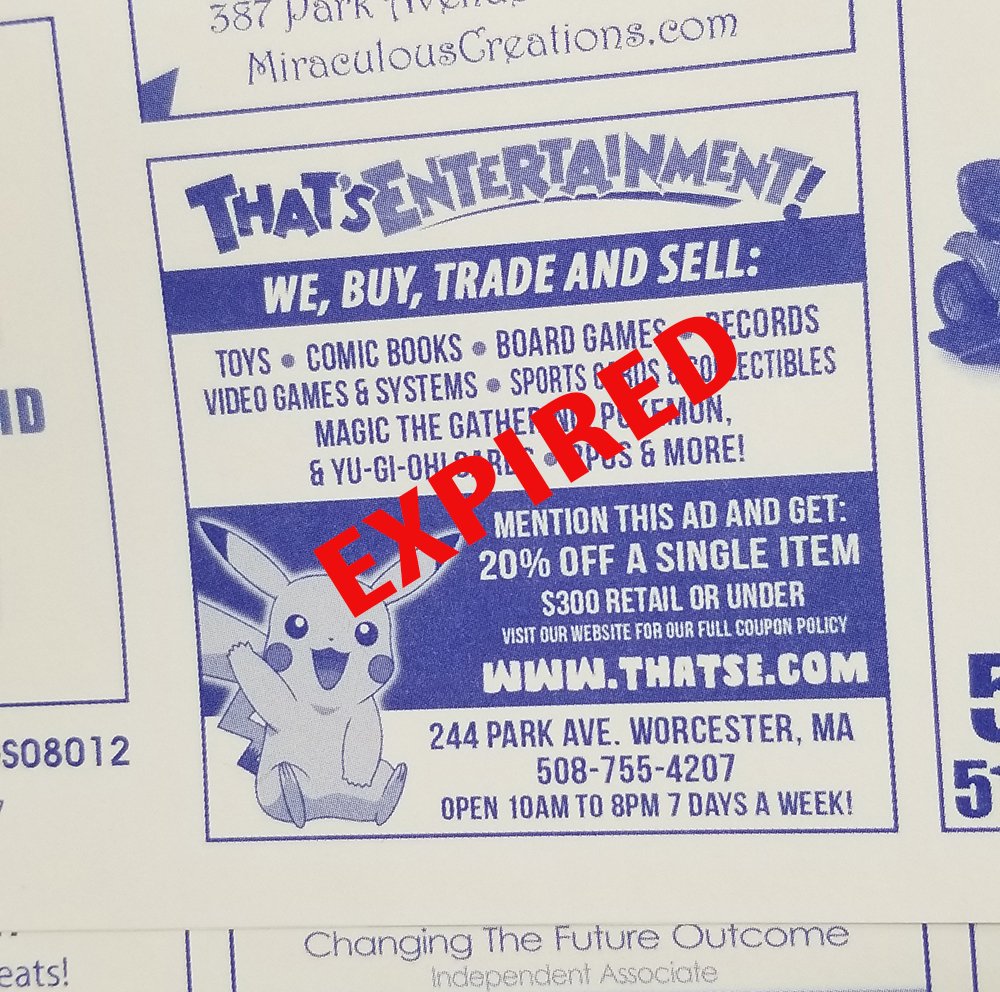 387 Park Avenue
MiraculousCreations.com
THAT'S ENTERTAINMENT!
WE, BUY, TRADE AND SELL:
TOYS • COMIC BOOKS • BOARD GAMES • RECORDS
VIDEO GAMES & SYSTEMS • SPORTS CARDS & COLLECTIBLES
MAGIC THE GATHERING, POKEMON,
& YU-GI-OH! CARDS • RPGS & MORE!
EXPIRED
MENTION THIS AD AND GET:
20% OFF A SINGLE ITEM
$300 RETAIL OR UNDER
VISIT OUR WEBSITE FOR OUR FULL COUPON POLICY
WWW.THATSE.COM
244 PARK AVE. WORCESTER, MA
508-755-4207
OPEN 10AM TO 8PM 7 DAYS A WEEK!
S08012
Changing The Future Outcome
Independent Associate
eats!